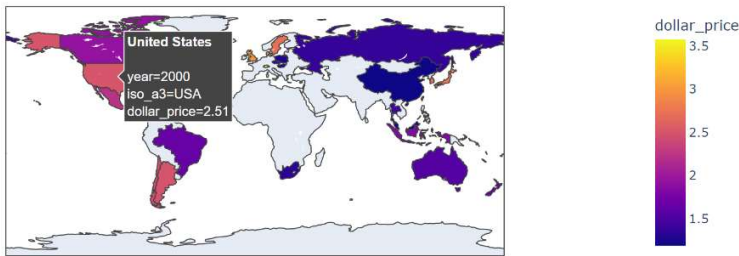 United States
year=2000
iso_a3=USA
dollar_price=2.51
dollar_price
3.5
3
2.5
2
1.5